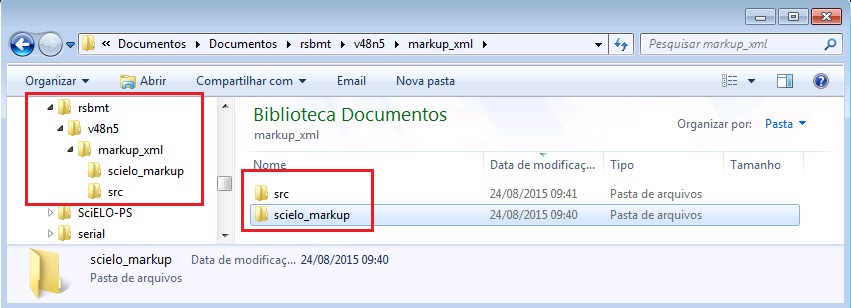 « Documentos ▸ Documentos ▸ rsbmt ▸ v48n5 ▸ markup_xml ▸ Pesquisar markup_xml
Organizar Abrir Compartilhar com Email Nova pasta
rsbmt
v48n5
markup_xml
scielo_markup
src
SciELO-PS
serial
Biblioteca Documentos
markup_xml
Organizar por: Pasta
Nome Data de modificaç... Tipo Tamanho
src 24/08/2015 09:41 Pasta de arquivos
scielo_markup 24/08/2015 09:40 Pasta de arquivos
scielo_markup Data de modificaç... 24/08/2015 09:40
Pasta de arquivos